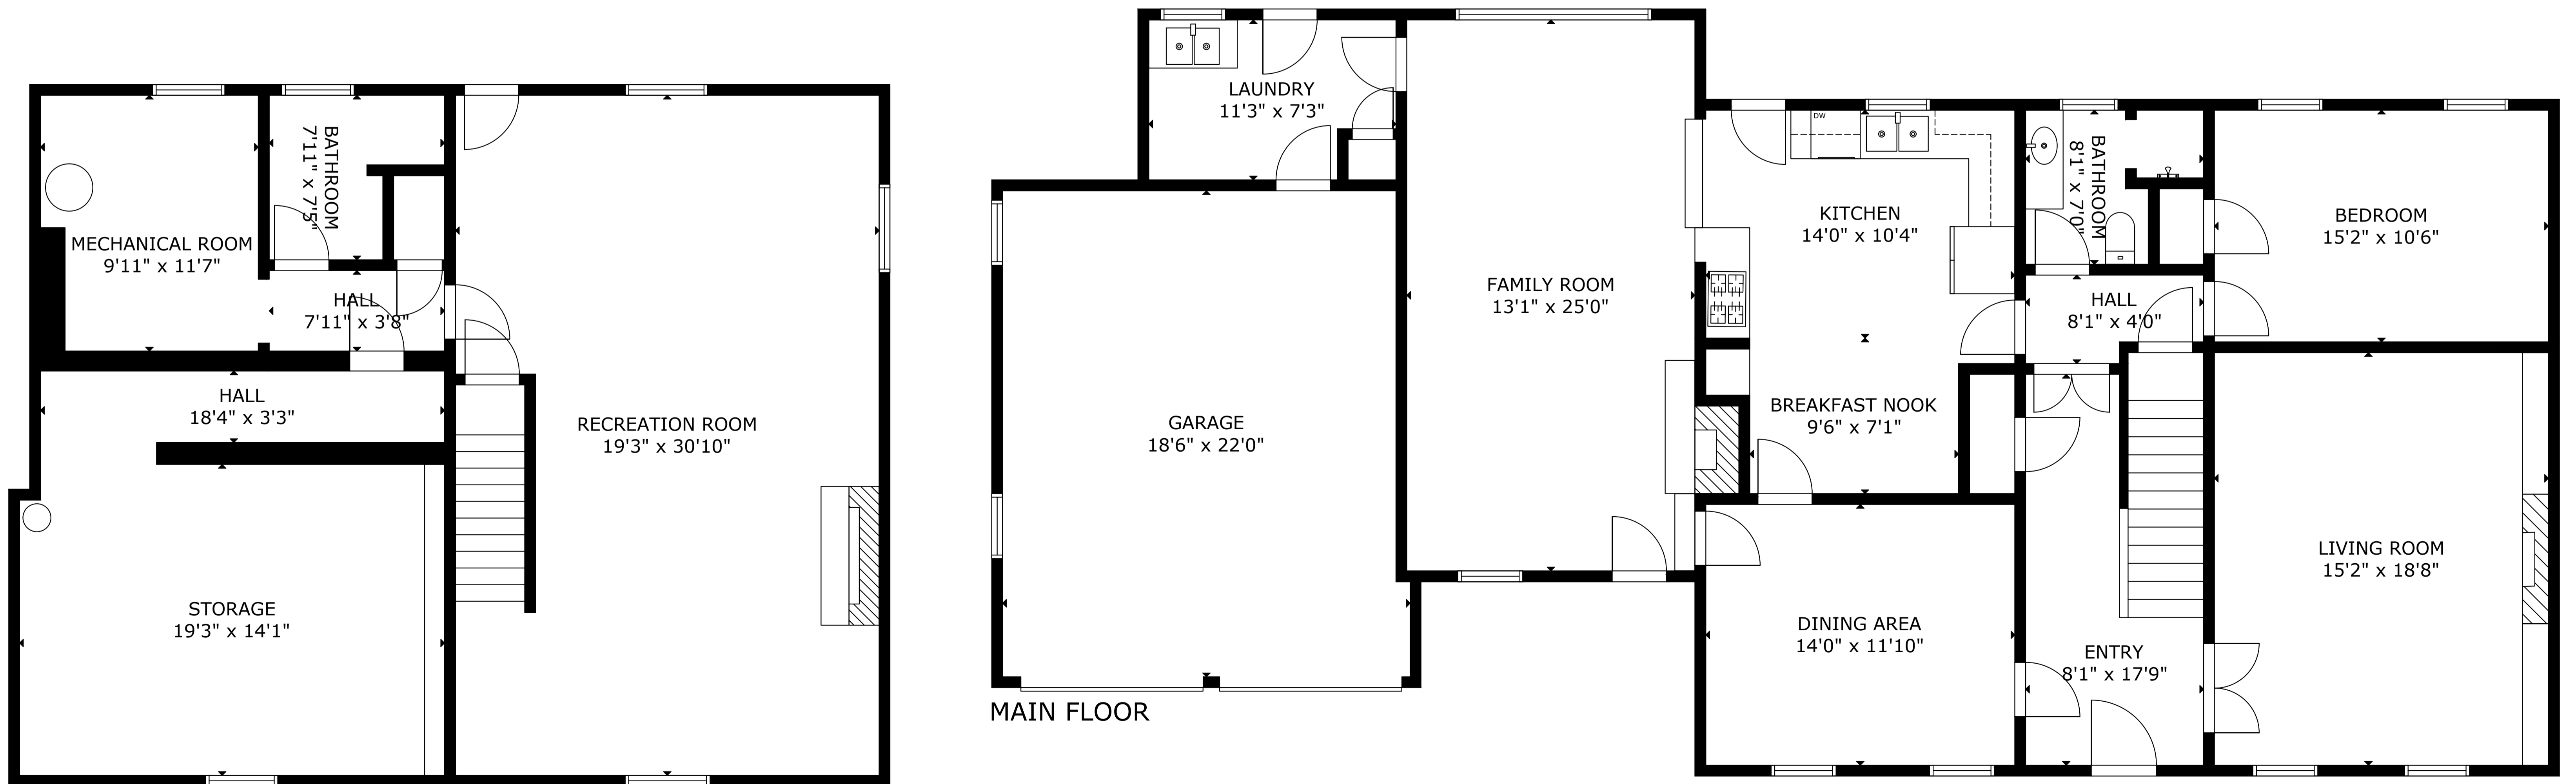 BATHROOM
7'11" x 7'5"
MECHANICAL ROOM
9'11" x 11'7"
HALL
7'11" x 3'8"
HALL
18'4" x 3'3"
RECREATION ROOM
19'3" x 30'10"
STORAGE
19'3" x 14'1"
LAUNDRY
11'3" x 7'3"
DW
KITCHEN
14'0" x 10'4"
BATHROOM
8'1" x 7'0"
BEDROOM
15'2" x 10'6"
FAMILY ROOM
13'1" x 25'0"
HALL
8'1" x 4'0"
GARAGE
18'6" x 22'0"
BREAKFAST NOOK
9'6" x 7'1"
LIVING ROOM
15'2" x 18'8"
DINING AREA
14'0" x 11'10"
ENTRY
8'1" x 17'9"
MAIN FLOOR